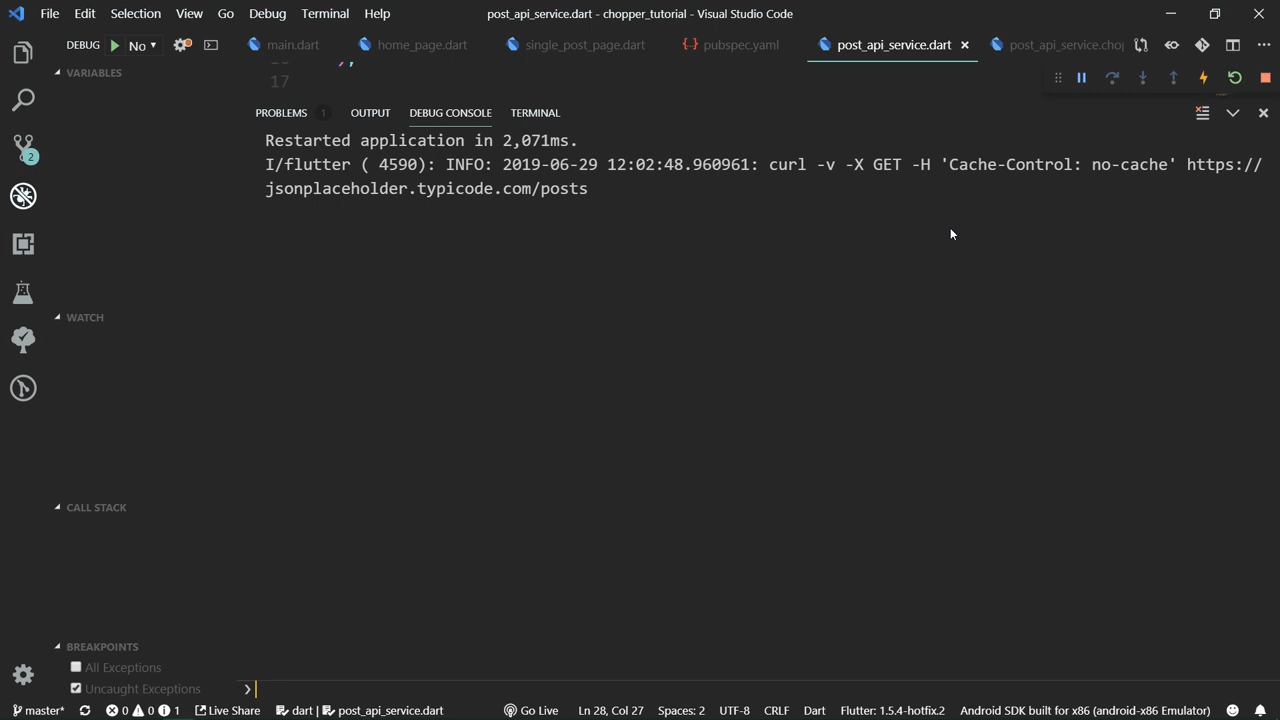 File Edit Selection View Go Debug Terminal Help post_api_service.dart - chopper_tutorial - Visual Studio Code
DEBUG No main.dart home_page.dart single_post_page.dart pubspec.yaml post_api_service.dart post_api_service.chop
VARIABLES
17
PROBLEMS 1 OUTPUT DEBUG CONSOLE TERMINAL
Restarted application in 2,071ms.
I/flutter ( 4590): INFO: 2019-06-29 12:02:48.960961: curl -v -X GET -H 'Cache-Control: no-cache' https://
jsonplaceholder.typicode.com/posts
2
WATCH
CALL STACK
BREAKPOINTS
All Exceptions
Uncaught Exceptions
master* 0 0 1 Live Share dart | post_api_service.dart Go Live Ln 28, Col 27 Spaces: 2 UTF-8 CRLF Dart Flutter: 1.5.4-hotfix.2 Android SDK built for x86 (android-x86 Emulator)